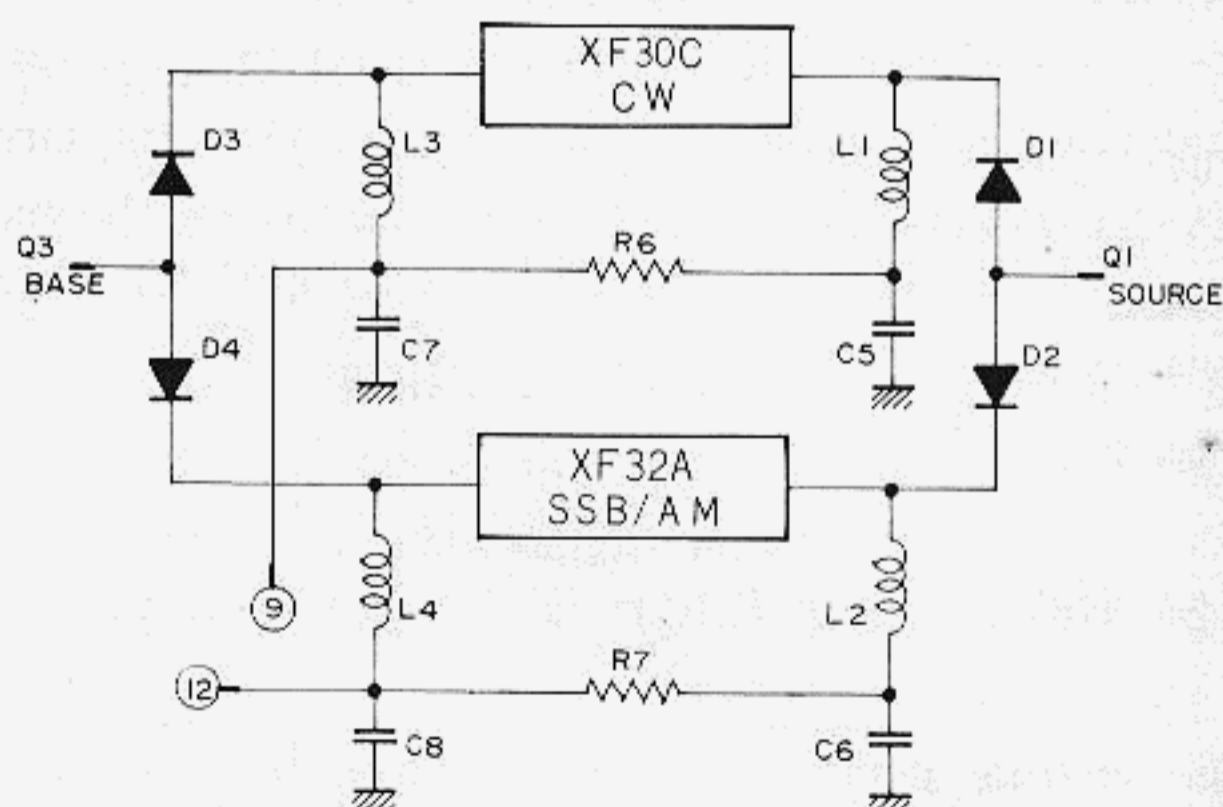 XF30C
CW
D3
L3
L1
D1
R6
Q3
BASE
Q1
SOURCE
D4
C7
C5
D2
XF32A
SSB/AM
9
L4
L2
R7
12
C8
C6